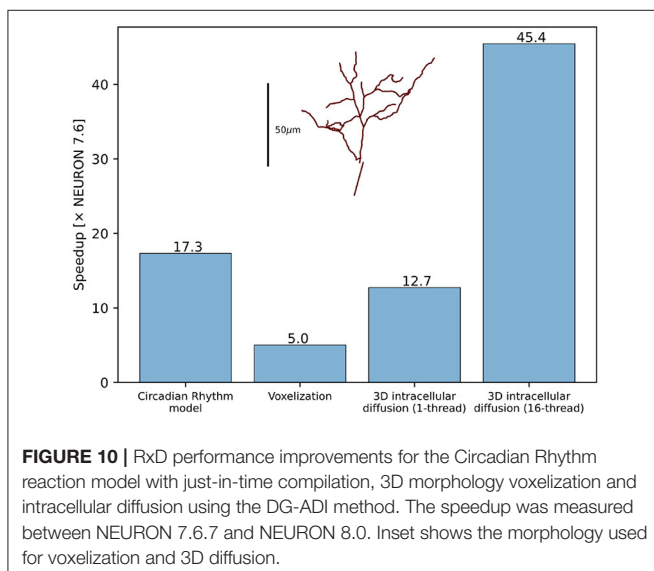 45.4
40
50μm
30
Speedup [× NEURON 7.6]
20
17.3
12.7
10
5.0
0
Circadian Rhythm
model
Voxelization
3D intracellular
diffusion (1-thread)
3D intracellular
diffusion (16-thread)
FIGURE 10 | RxD performance improvements for the Circadian Rhythm
reaction model with just-in-time compilation, 3D morphology voxelization and
intracellular diffusion using the DG-ADI method. The speedup was measured
between NEURON 7.6.7 and NEURON 8.0. Inset shows the morphology used
for voxelization and 3D diffusion.